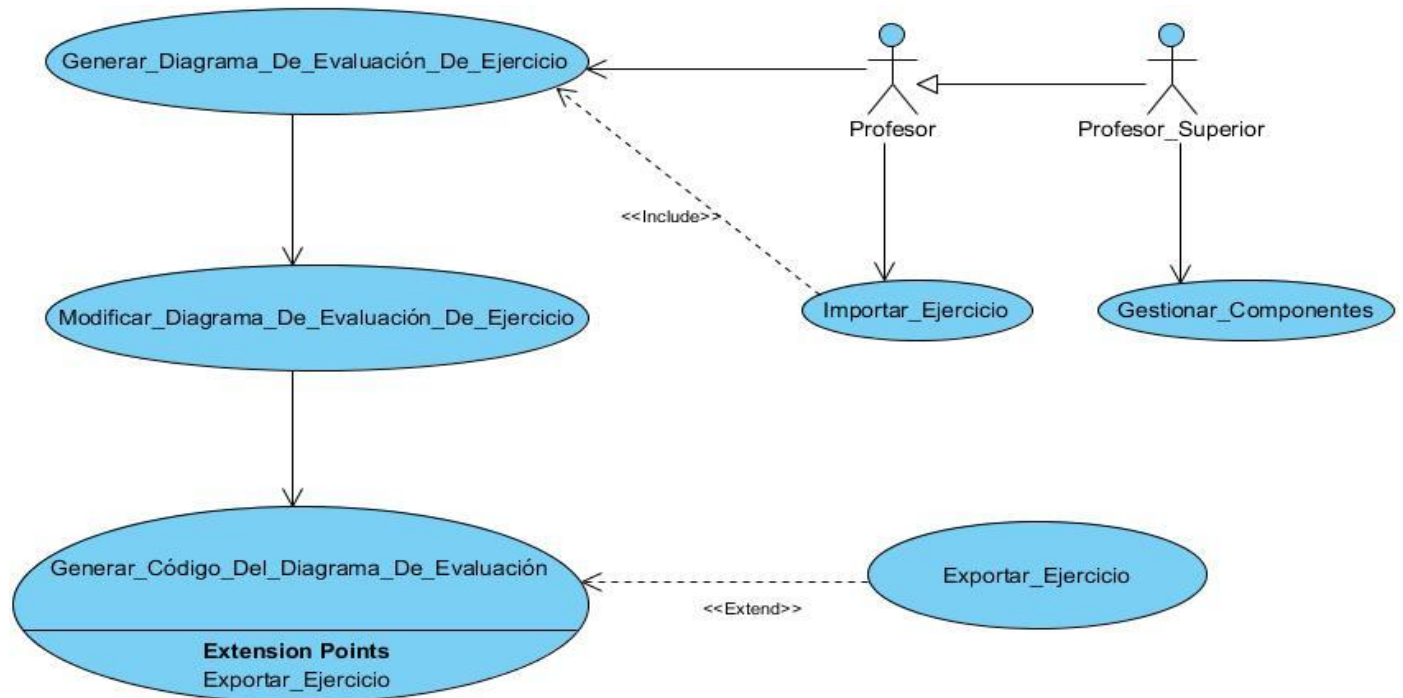 Generar_Diagrama_De_Evaluación_De_Ejercicio
Profesor
Profesor_Superior
<<Include>>
Modificar_Diagrama_De_Evaluación_De_Ejercicio
Importar_Ejercicio
Gestionar_Componentes
Generar_Código_Del_Diagrama_De_Evaluación
Exportar_Ejercicio
<<Extend>>
Extension Points
Exportar_Ejercicio